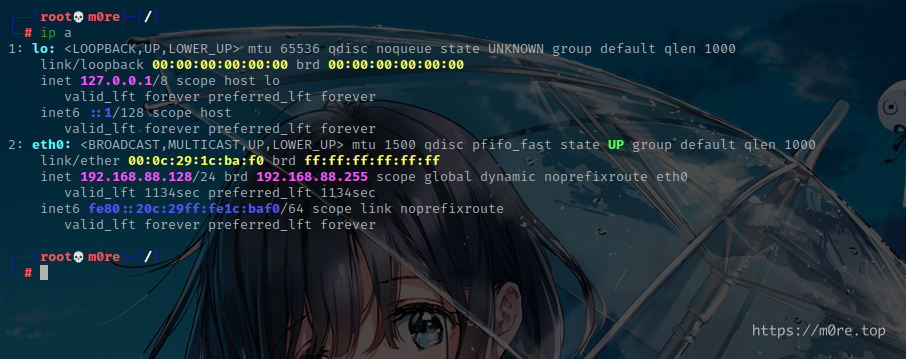 ┌──(root💀m0re)-[/]
└─# ip a
1: lo: <LOOPBACK,UP,LOWER_UP> mtu 65536 qdisc noqueue state UNKNOWN group default qlen 1000
    link/loopback 00:00:00:00:00:00 brd 00:00:00:00:00:00
    inet 127.0.0.1/8 scope host lo
       valid_lft forever preferred_lft forever
    inet6 ::1/128 scope host
       valid_lft forever preferred_lft forever
2: eth0: <BROADCAST,MULTICAST,UP,LOWER_UP> mtu 1500 qdisc pfifo_fast state UP group default qlen 1000
    link/ether 00:0c:29:1c:ba:f0 brd ff:ff:ff:ff:ff:ff
    inet 192.168.88.128/24 brd 192.168.88.255 scope global dynamic noprefixroute eth0
       valid_lft 1134sec preferred_lft 1134sec
    inet6 fe80::20c:29ff:fe1c:baf0/64 scope link noprefixroute
       valid_lft forever preferred_lft forever
┌──(root💀m0re)-[/]
└─#
https://m0re.top